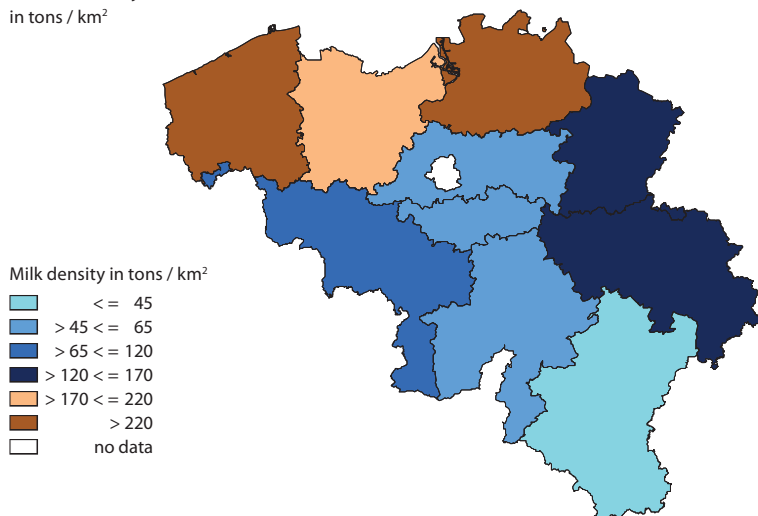 in tons / km²
Milk density in tons / km²
< = 45
> 45 < = 65
> 65 < = 120
> 120 < = 170
> 170 < = 220
> 220
no data